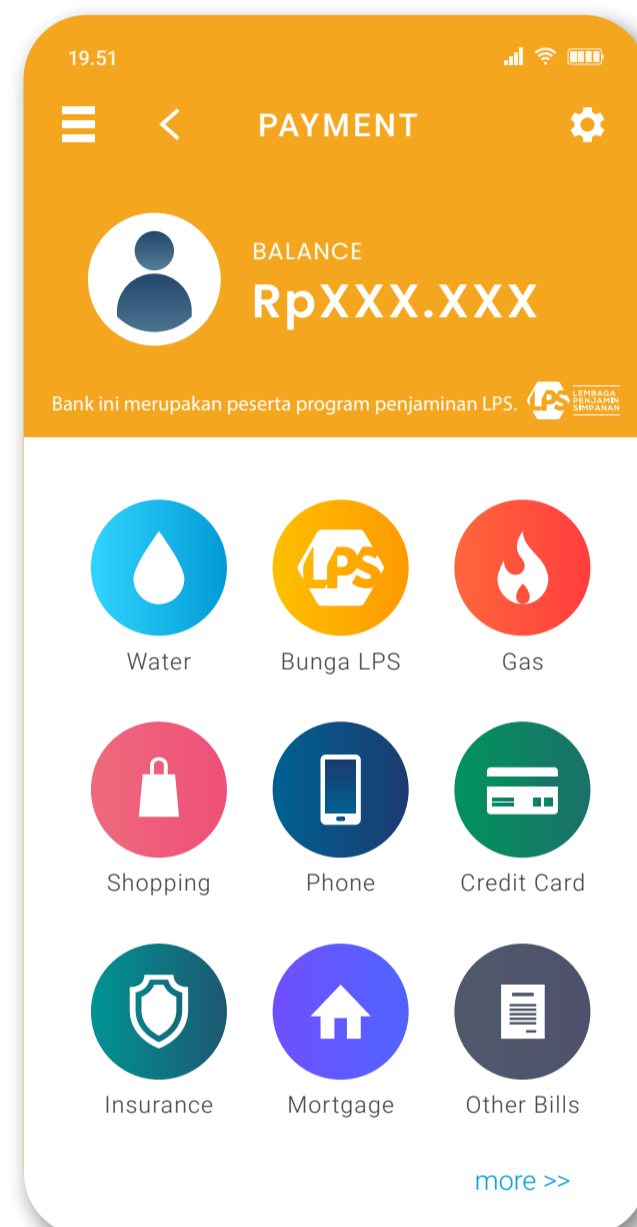 19.51
PAYMENT
BALANCE
RpXXX.XXX
Bank ini merupakan peserta program penjaminan LPS.
LPS
LEMBAGA
PENJAMIN
SIMPANAN
LPS
Water
Bunga LPS
Gas
Shopping
Phone
Credit Card
Insurance
Mortgage
Other Bills
more >>